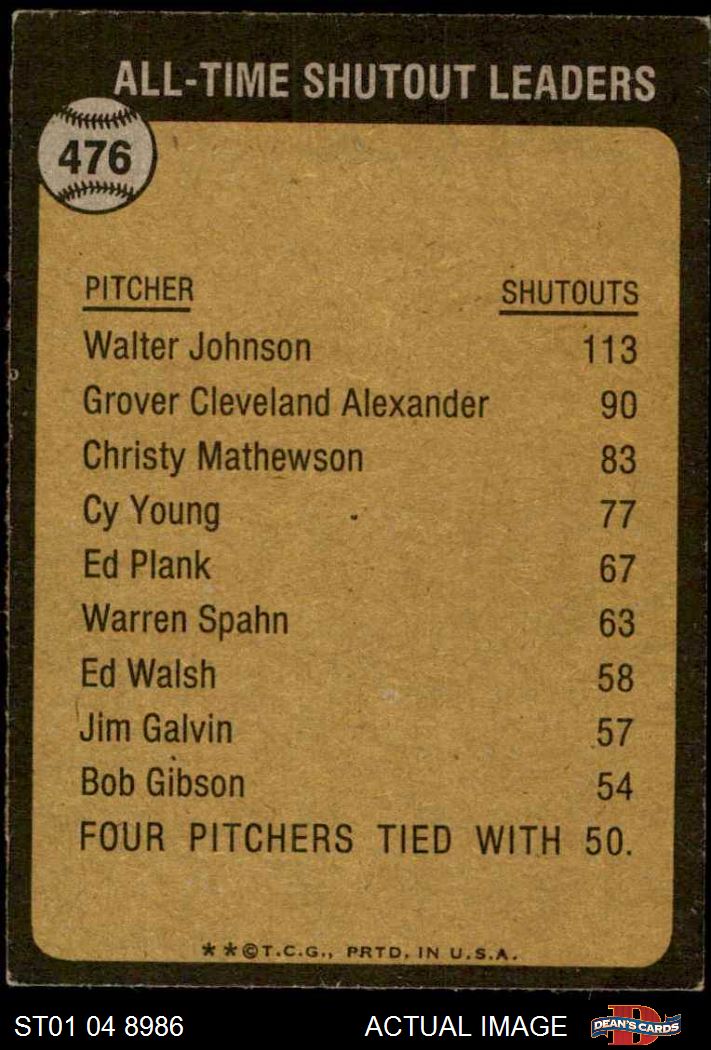 ALL-TIME SHUTOUT LEADERS
476
PITCHER SHUTOUTS
Walter Johnson 113
Grover Cleveland Alexander 90
Christy Mathewson 83
Cy Young 77
Ed Plank 67
Warren Spahn 63
Ed Walsh 58
Jim Galvin 57
Bob Gibson 54
FOUR PITCHERS TIED WITH 50.
**©T.C.G., PRTD. IN U.S.A.
ST01 04 8986 ACTUAL IMAGE D DEAN'S CARDS